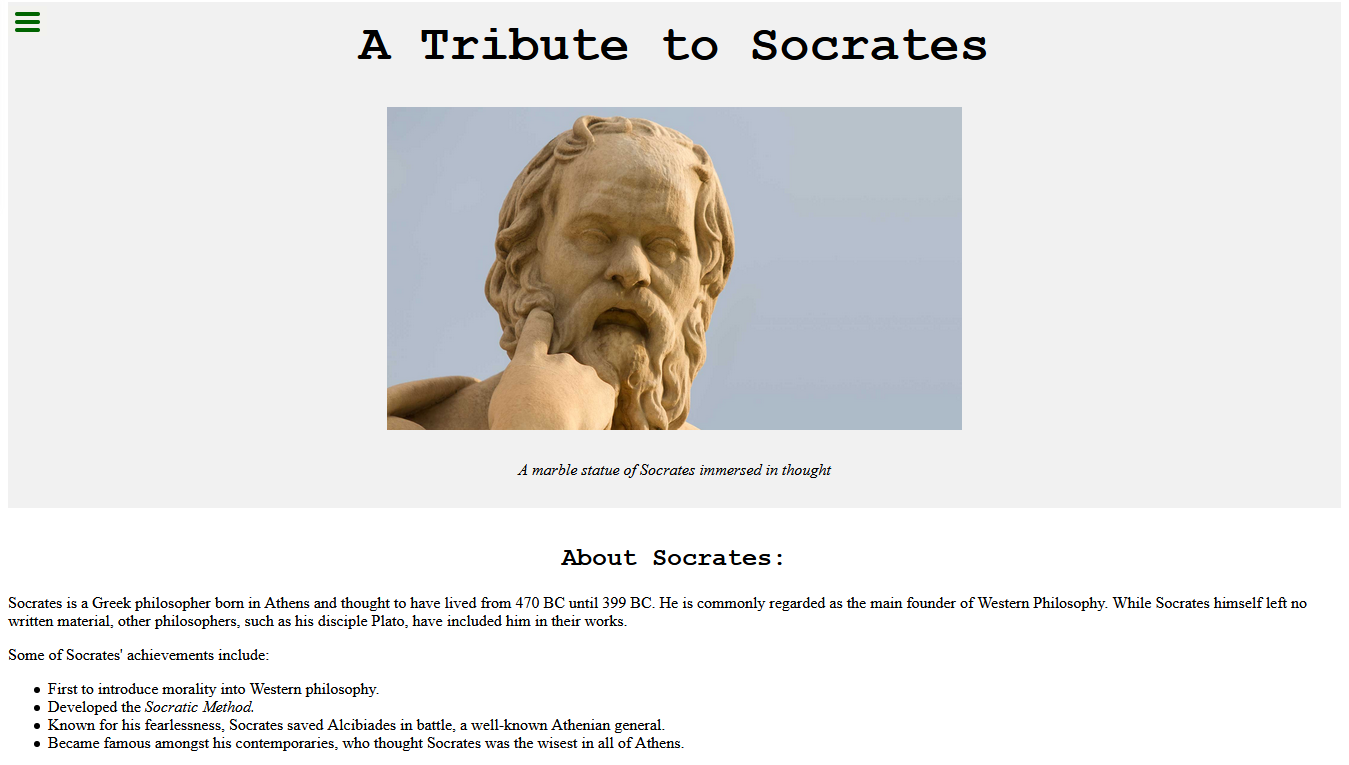 A Tribute to Socrates
A marble statue of Socrates immersed in thought
About Socrates:
Socrates is a Greek philosopher born in Athens and thought to have lived from 470 BC until 399 BC. He is commonly regarded as the main founder of Western Philosophy. While Socrates himself left no
written material, other philosophers, such as his disciple Plato, have included him in their works.
Some of Socrates' achievements include:
• First to introduce morality into Western philosophy.
• Developed the Socratic Method.
• Known for his fearlessness, Socrates saved Alcibiades in battle, a well-known Athenian general.
• Became famous amongst his contemporaries, who thought Socrates was the wisest in all of Athens.